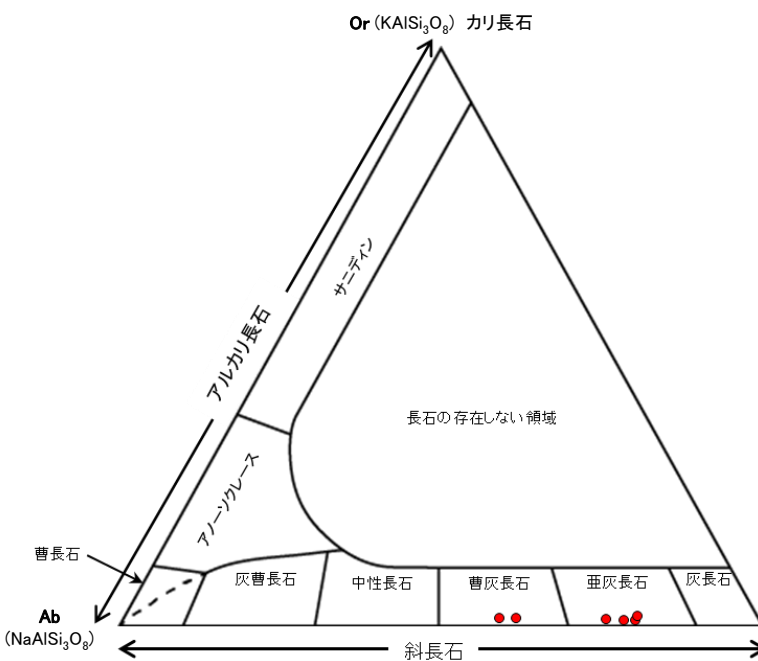 Or (KAlSi3O8) カリ長石
サニディン
アルカリ長石
長石の存在しない領域
アノーソクレース
曹長石
灰曹長石
中性長石
曹灰長石
亜灰長石
灰長石
Ab
(NaAlSi3O8)
斜長石